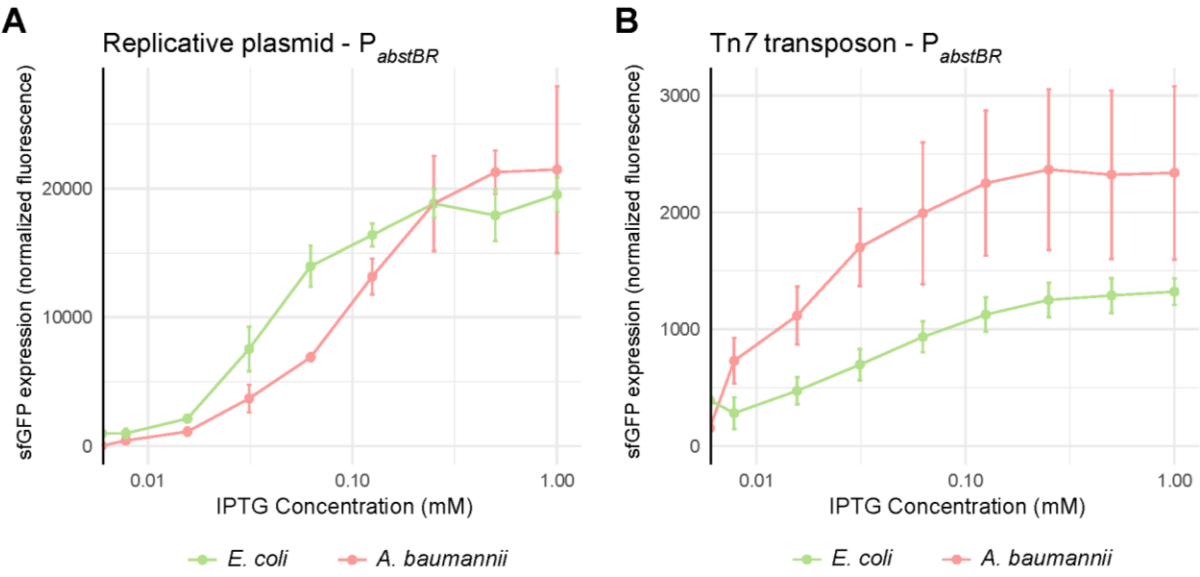 A
Replicative plasmid - PabstBR
sfGFP expression (normalized fluorescence)
20000
10000
0
0.01 0.10 1.00
IPTG Concentration (mM)
E. coli A. baumannii
B
Tn7 transposon - PabstBR
sfGFP expression (normalized fluorescence)
3000
2000
1000
0
0.01 0.10 1.00
IPTG Concentration (mM)
E. coli A. baumannii